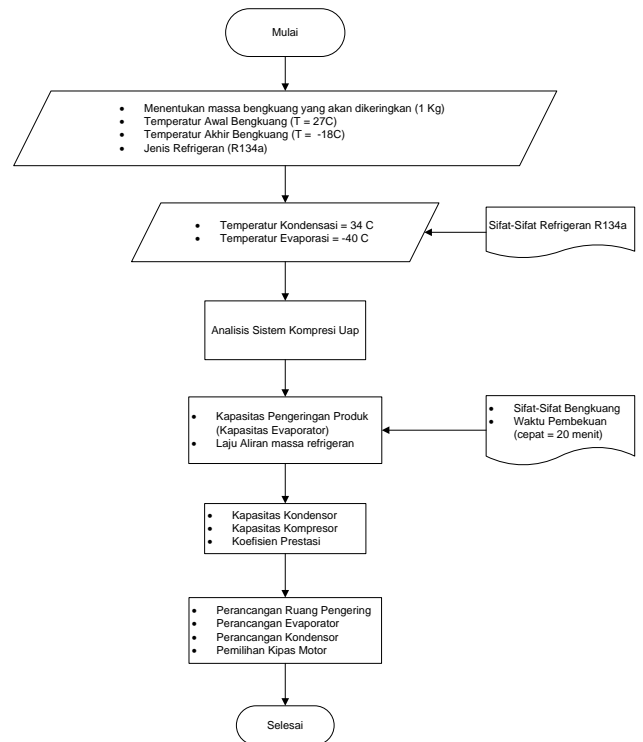 Mulai
• Menentukan massa bengkuang yang akan dikeringkan (1 Kg)
• Temperatur Awal Bengkuang (T = 27C)
• Temperatur Akhir Bengkuang (T = -18C)
• Jenis Refrigeran (R134a)
• Temperatur Kondensasi = 34 C
• Temperatur Evaporasi = -40 C
Sifat-Sifat Refrigeran R134a
Analisis Sistem Kompresi Uap
• Kapasitas Pengeringan Produk
(Kapasitas Evaporator)
• Laju Aliran massa refrigeran
• Sifat-Sifat Bengkuang
• Waktu Pembekuan
(cepat = 20 menit)
• Kapasitas Kondensor
• Kapasitas Kompresor
• Koefisien Prestasi
• Perancangan Ruang Pengering
• Perancangan Evaporator
• Perancangan Kondensor
• Pemilihan Kipas Motor
Selesai